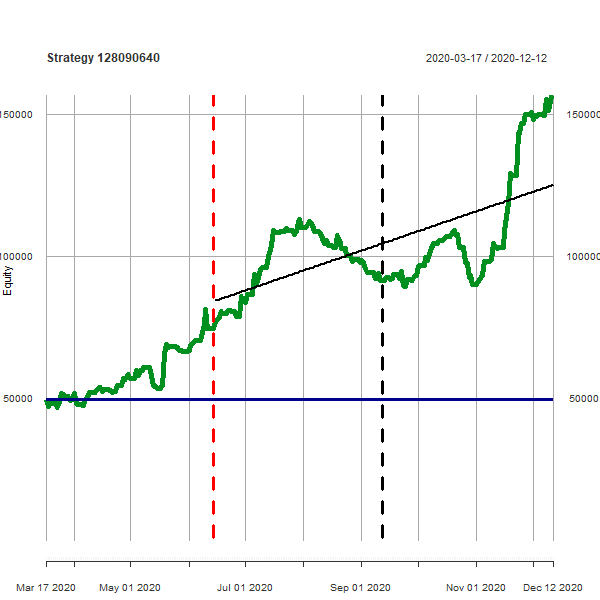 Strategy 128090640
2020-03-17 / 2020-12-12
150000
150000
100000
100000
50000
50000
Equity
Mar 17 2020
May 01 2020
Jul 01 2020
Sep 01 2020
Nov 01 2020
Dec 12 2020